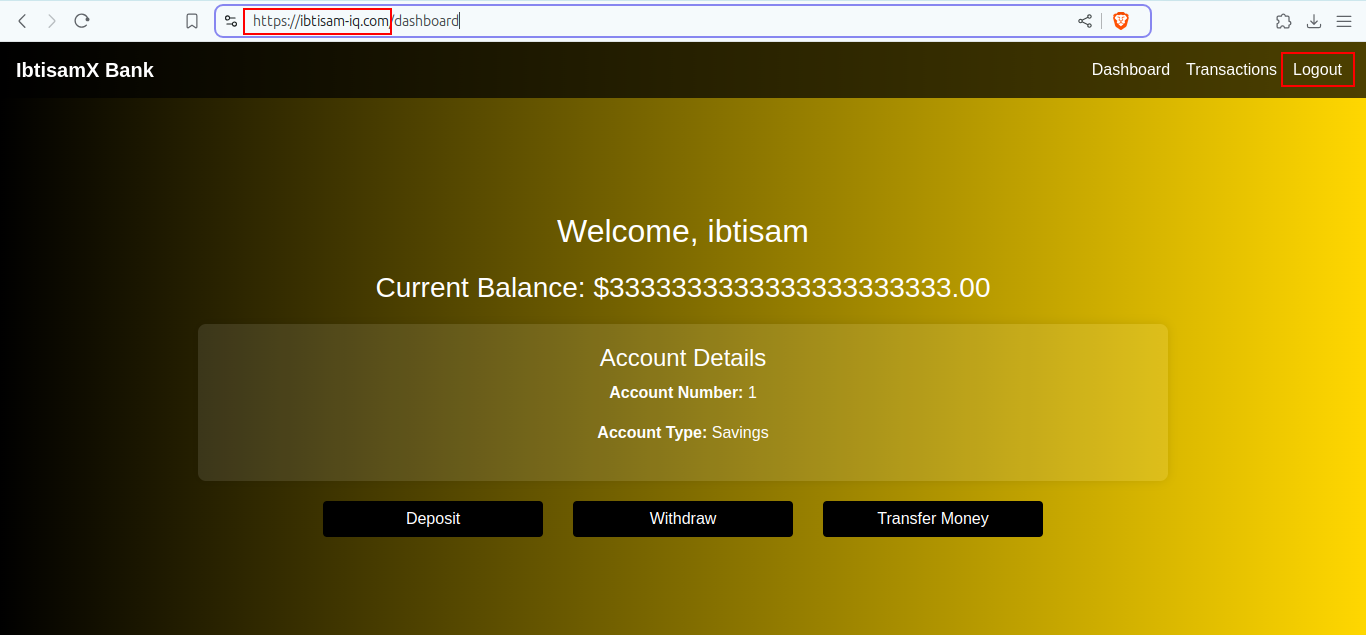 https://ibtisam-iq.com/dashboard
IbtisamX Bank
Dashboard Transactions Logout
Welcome, ibtisam
Current Balance: $3333333333333333333333.00
Account Details
Account Number: 1
Account Type: Savings
Deposit Withdraw Transfer Money